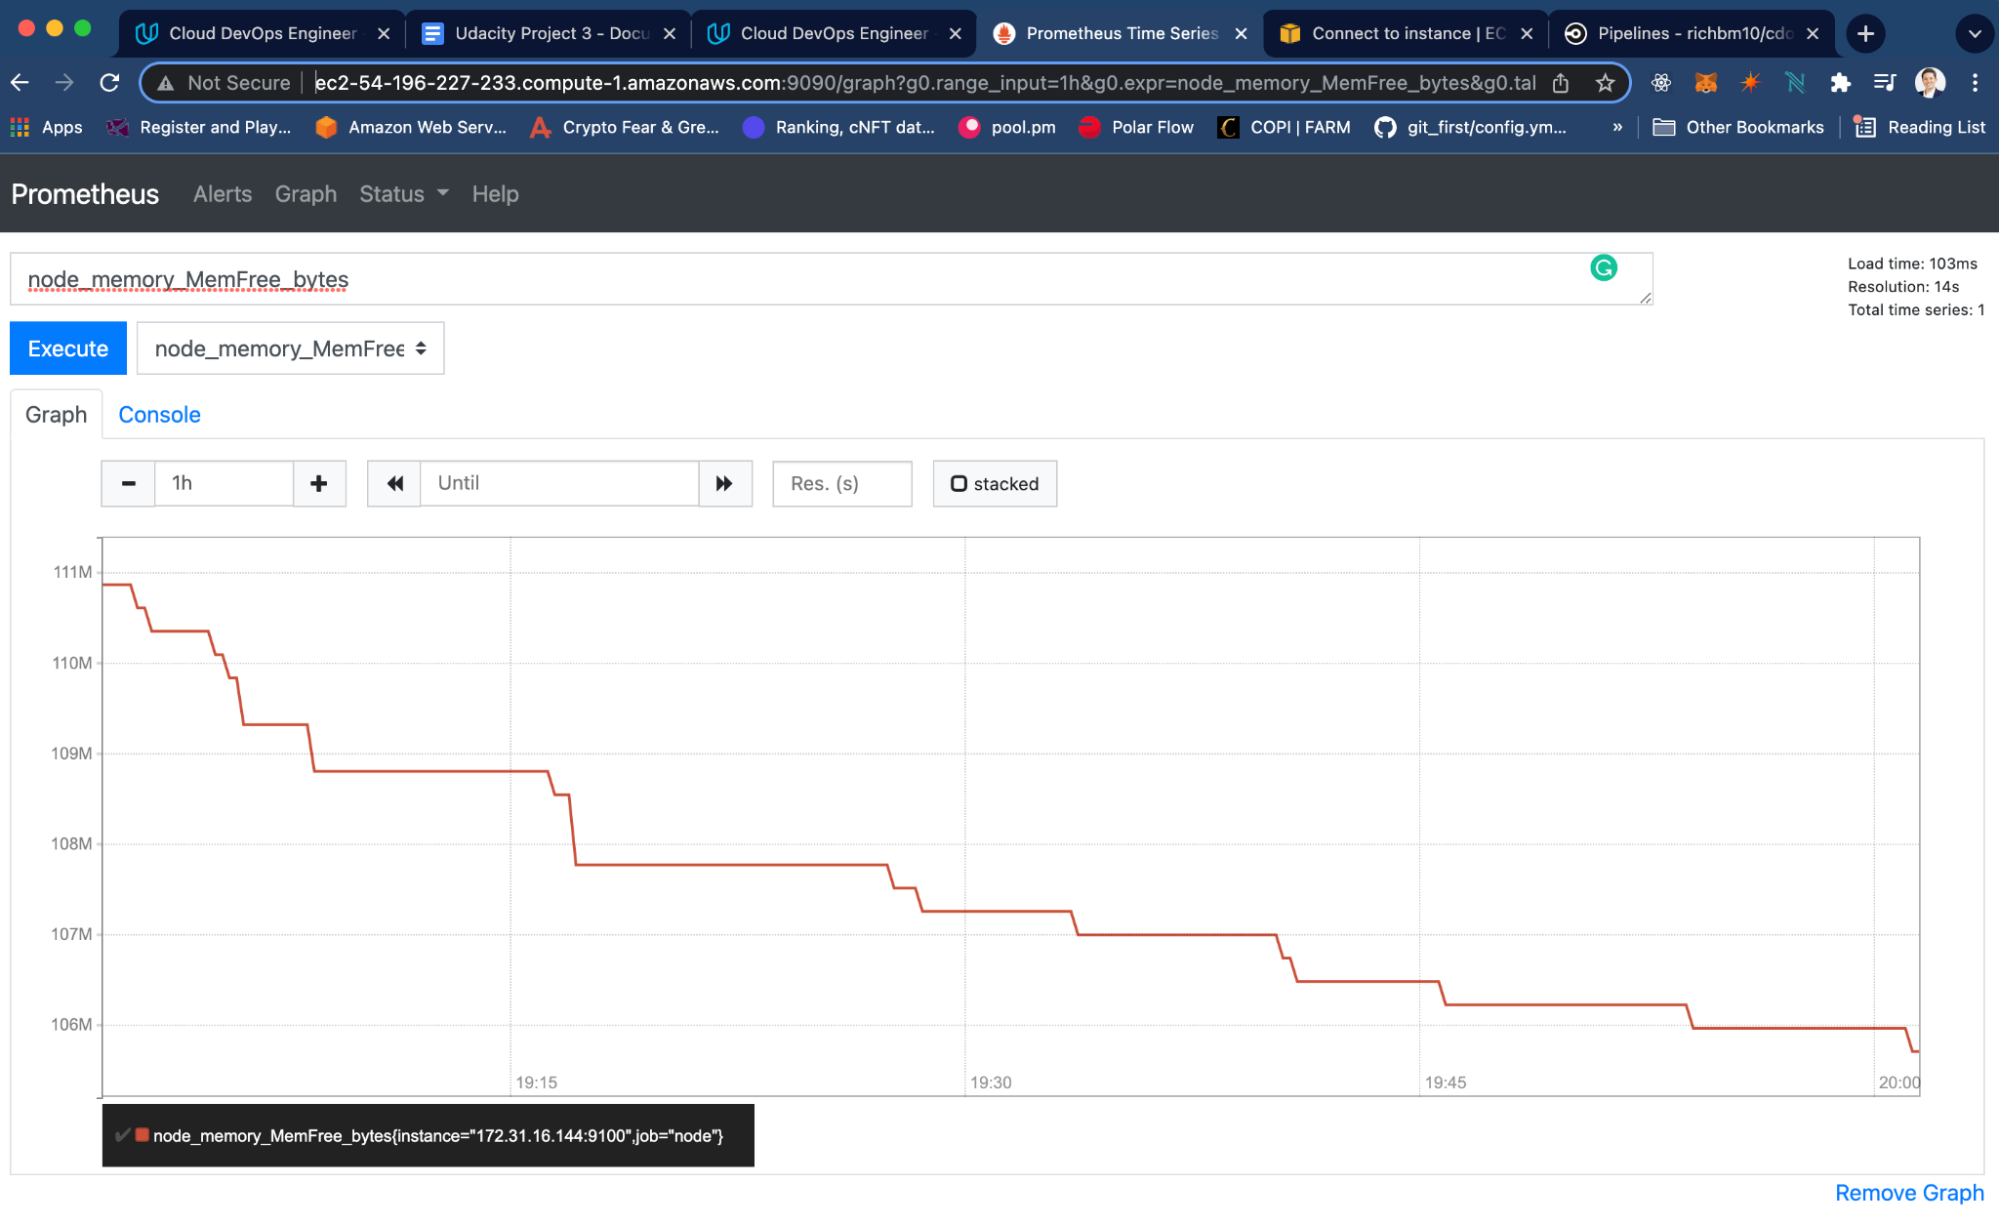 Cloud DevOps Engineer
Udacity Project 3 - Docu
Cloud DevOps Engineer
Prometheus Time Series
Connect to instance | EC
Pipelines - richbm10/cdo
Not Secure
ec2-54-196-227-233.compute-1.amazonaws.com:9090/graph?g0.range_input=1h&g0.expr=node_memory_MemFree_bytes&g0.tal
Apps
Register and Play...
Amazon Web Serv...
Crypto Fear & Gre...
Ranking, cNFT dat...
pool.pm
Polar Flow
COPI | FARM
git_first/config.ym...
»
Other Bookmarks
Reading List
Prometheus
Alerts
Graph
Status
Help
node_memory_MemFree_bytes
Load time: 103ms
Resolution: 14s
Total time series: 1
Execute
node_memory_MemFree
Graph
Console
1h
Until
Res. (s)
stacked
111M
110M
109M
108M
107M
106M
19:15
19:30
19:45
20:00
node_memory_MemFree_bytes{instance="172.31.16.144:9100",job="node"}
Remove Graph